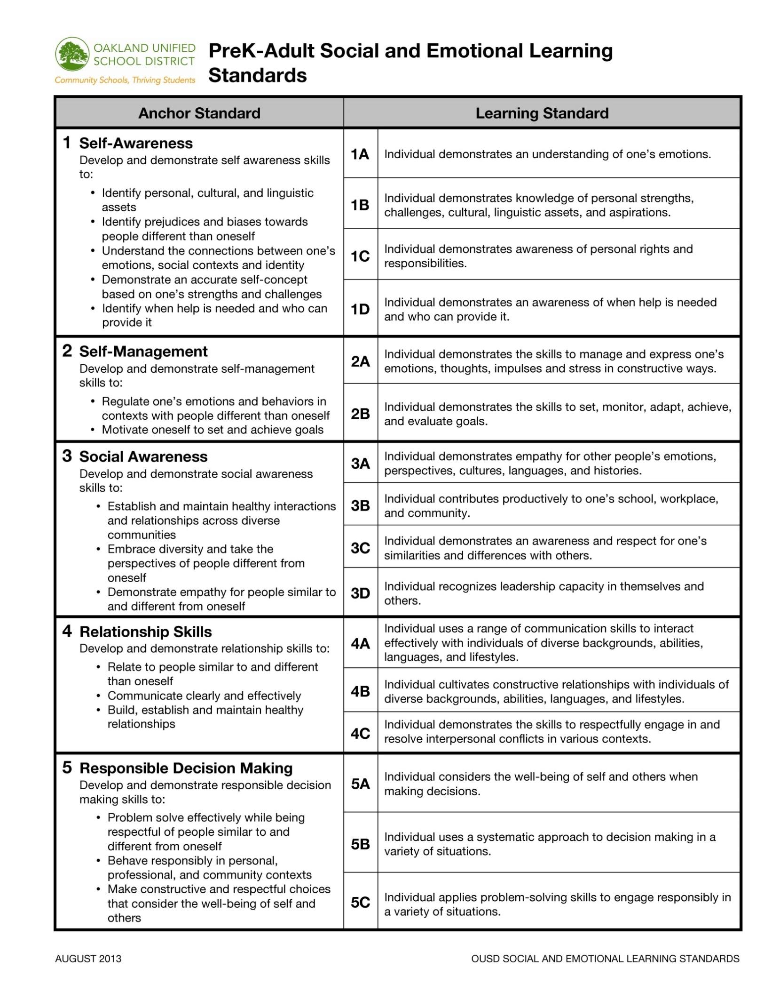 OAKLAND UNIFIED
SCHOOL DISTRICT
Community Schools, Thriving Students
PreK-Adult Social and Emotional Learning
Standards
Anchor Standard
Learning Standard
1 Self-Awareness
Develop and demonstrate self awareness skills
to:
• Identify personal, cultural, and linguistic
assets
• Identify prejudices and biases towards
people different than oneself
• Understand the connections between one’s
emotions, social contexts and identity
• Demonstrate an accurate self-concept
based on one’s strengths and challenges
• Identify when help is needed and who can
provide it
1A Individual demonstrates an understanding of one’s emotions.
1B Individual demonstrates knowledge of personal strengths,
challenges, cultural, linguistic assets, and aspirations.
1C Individual demonstrates awareness of personal rights and
responsibilities.
1D Individual demonstrates an awareness of when help is needed
and who can provide it.
2 Self-Management
Develop and demonstrate self-management
skills to:
• Regulate one’s emotions and behaviors in
contexts with people different than oneself
• Motivate oneself to set and achieve goals
2A Individual demonstrates the skills to manage and express one’s
emotions, thoughts, impulses and stress in constructive ways.
2B Individual demonstrates the skills to set, monitor, adapt, achieve,
and evaluate goals.
3 Social Awareness
Develop and demonstrate social awareness
skills to:
• Establish and maintain healthy interactions
and relationships across diverse
communities
• Embrace diversity and take the
perspectives of people different from
oneself
• Demonstrate empathy for people similar to
and different from oneself
3A Individual demonstrates empathy for other people’s emotions,
perspectives, cultures, languages, and histories.
3B Individual contributes productively to one’s school, workplace,
and community.
3C Individual demonstrates an awareness and respect for one’s
similarities and differences with others.
3D Individual recognizes leadership capacity in themselves and
others.
4 Relationship Skills
Develop and demonstrate relationship skills to:
• Relate to people similar to and different
than oneself
• Communicate clearly and effectively
• Build, establish and maintain healthy
relationships
4A Individual uses a range of communication skills to interact
effectively with individuals of diverse backgrounds, abilities,
languages, and lifestyles.
4B Individual cultivates constructive relationships with individuals of
diverse backgrounds, abilities, languages, and lifestyles.
4C Individual demonstrates the skills to respectfully engage in and
resolve interpersonal conflicts in various contexts.
5 Responsible Decision Making
Develop and demonstrate responsible decision
making skills to:
• Problem solve effectively while being
respectful of people similar to and
different from oneself
• Behave responsibly in personal,
professional, and community contexts
• Make constructive and respectful choices
that consider the well-being of self and
others
5A Individual considers the well-being of self and others when
making decisions.
5B Individual uses a systematic approach to decision making in a
variety of situations.
5C Individual applies problem-solving skills to engage responsibly in
a variety of situations.
AUGUST 2013
OUSD SOCIAL AND EMOTIONAL LEARNING STANDARDS